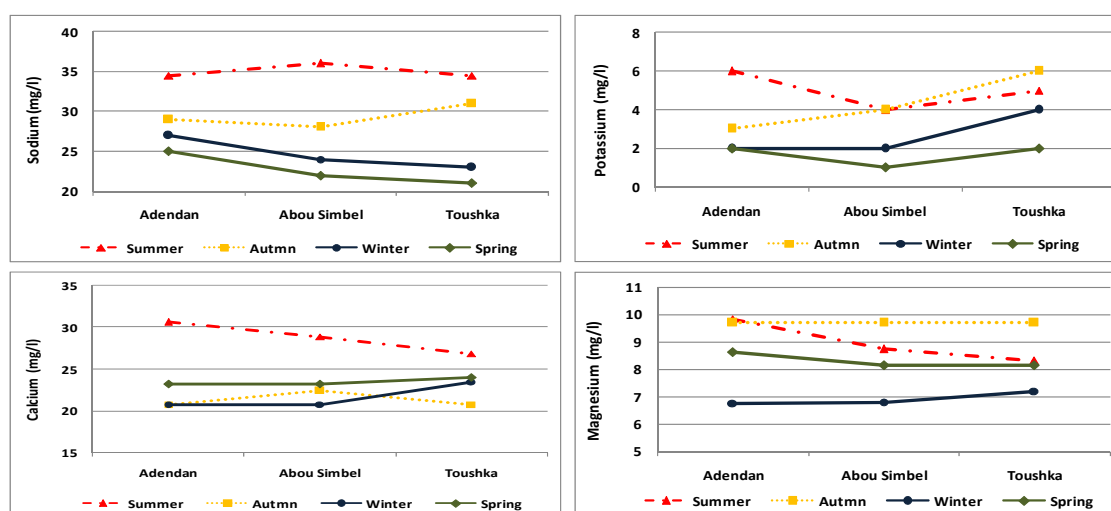 40
35
30
25
20
Sodium (mg/l)
Adendan Abou Simbel Toushka
Summer Autmn Winter Spring
8
6
4
2
0
Potassium (mg/l)
Adendan Abou Simbel Toushka
Summer Autmn Winter Spring
35
30
25
20
15
Calcium (mg/l)
Adendan Abou Simbel Toushka
Summer Autmn Winter Spring
11
10
9
8
7
6
5
Magnesium (mg/l)
Adendan Abou Simbel Toushka
Summer Autmn Winter Spring